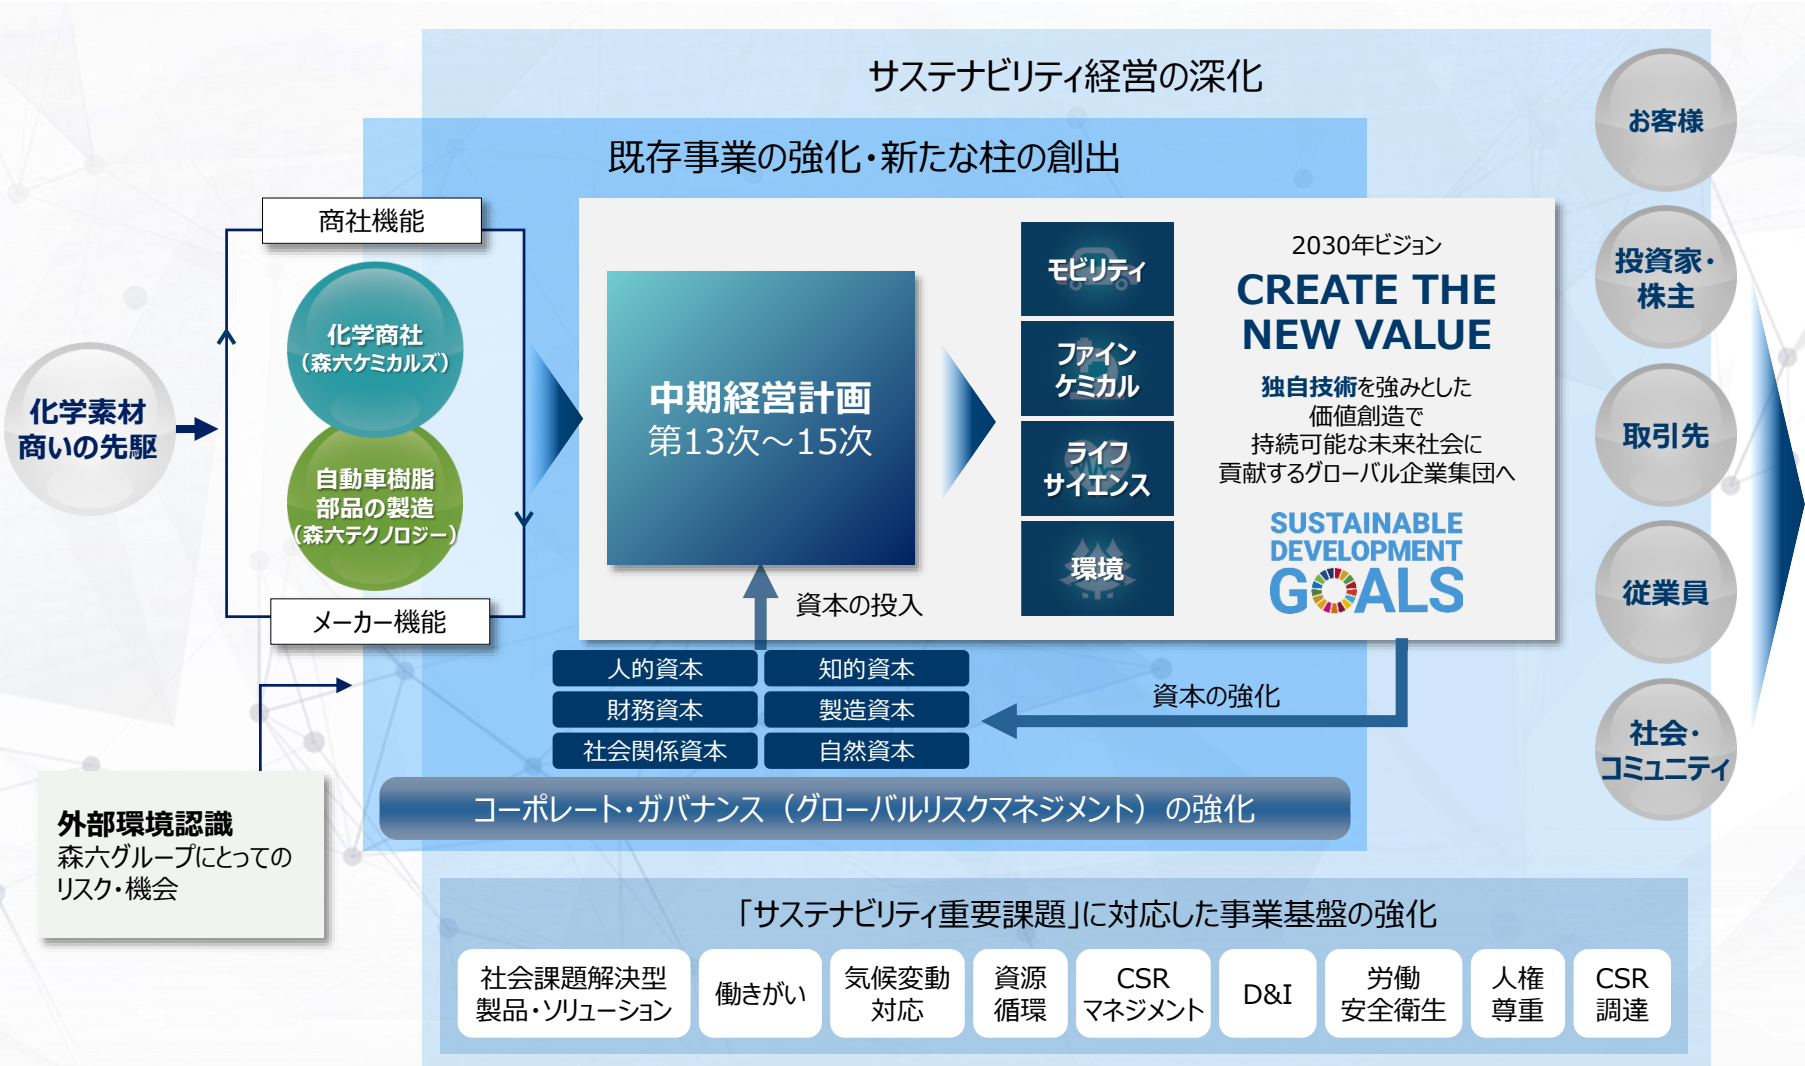 サステナビリティ経営の深化
既存事業の強化・新たな柱の創出
商社機能
化学商社
（森六ケミカルズ）
自動車樹脂
部品の製造
（森六テクノロジー）
メーカー機能
化学素材
商いの先駆
外部環境認識
森六グループにとっての
リスク・機会
中期経営計画
第13次～15次
資本の投入
モビリティ
ファイン
ケミカル
ライフ
サイエンス
環境
2030年ビジョン
CREATE THE
NEW VALUE
独自技術を強みとした
価値創造で
持続可能な未来社会に
貢献するグローバル企業集団へ
SUSTAINABLE
DEVELOPMENT
GOALS
人的資本
知的資本
財務資本
製造資本
社会関係資本
自然資本
資本の強化
コーポレート・ガバナンス（グローバルリスクマネジメント）の強化
「サステナビリティ重要課題」に対応した事業基盤の強化
社会課題解決型
製品・ソリューション
働きがい
気候変動
対応
資源
循環
CSR
マネジメント
D&I
労働
安全衛生
人権
尊重
CSR
調達
お客様
投資家・
株主
取引先
従業員
社会・
コミュニティ